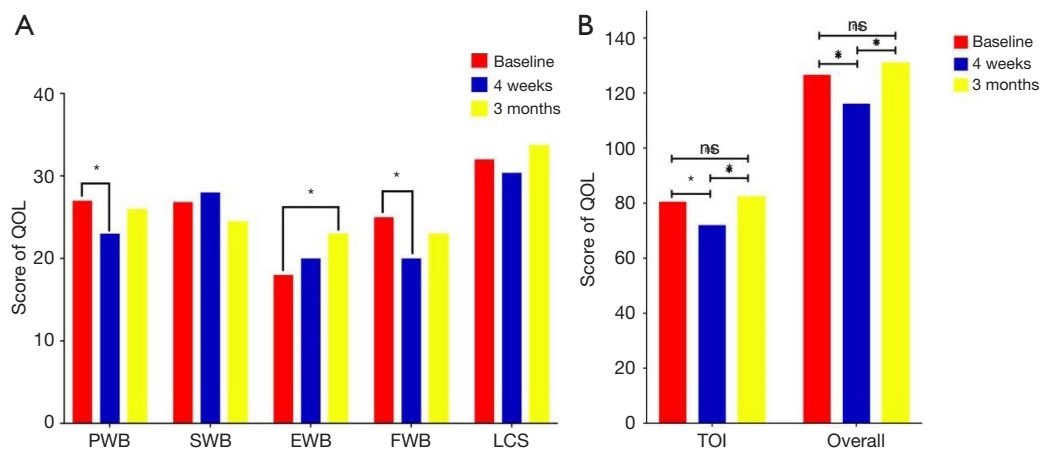 A
Baseline
4 weeks
3 months
Score of QOL
40
30
20
10
0
*
*
*
PWB
SWB
EWB
FWB
LCS
B
Baseline
4 weeks
3 months
Score of QOL
140
120
100
80
60
40
20
0
ns
*
*
ns
*
*
TOI
Overall